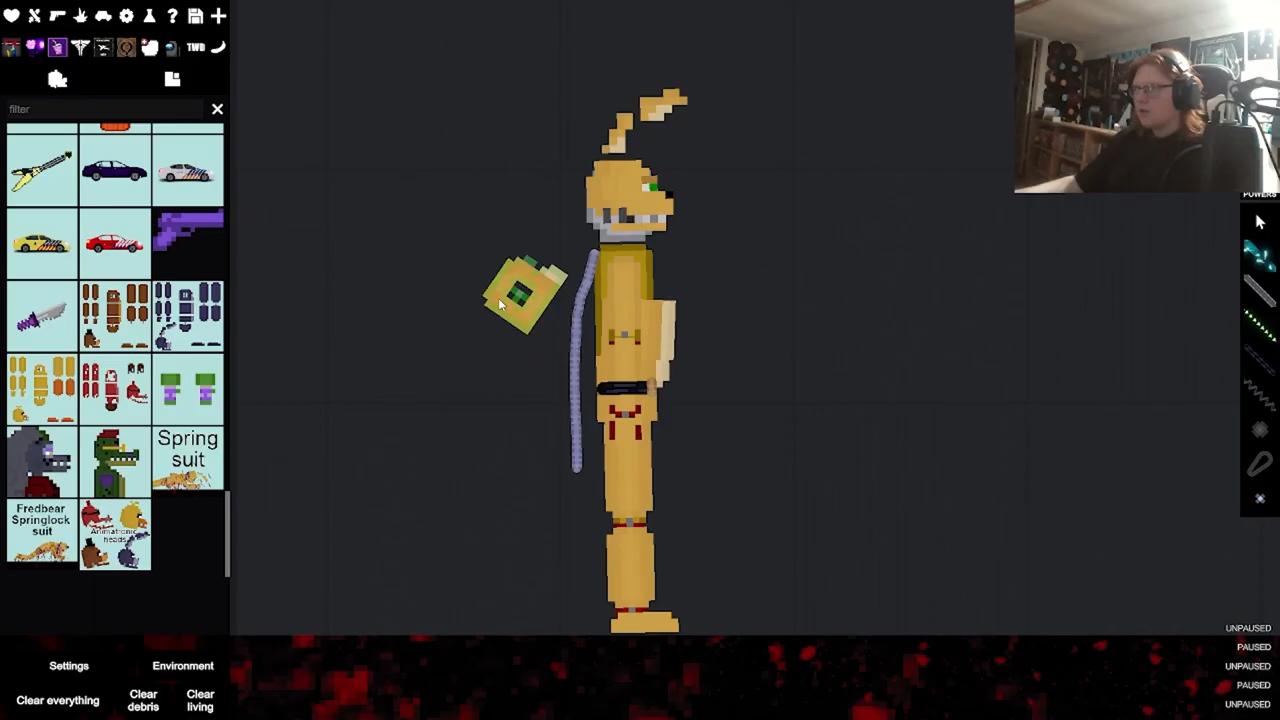 TWD
filter
Spring
suit
Fredbear
Springlock
suit
Animatronic
heads
POWERS
UNPAUSED
PAUSED
UNPAUSED
PAUSED
UNPAUSED
Settings
Environment
Clear everything
Clear
debris
Clear
living